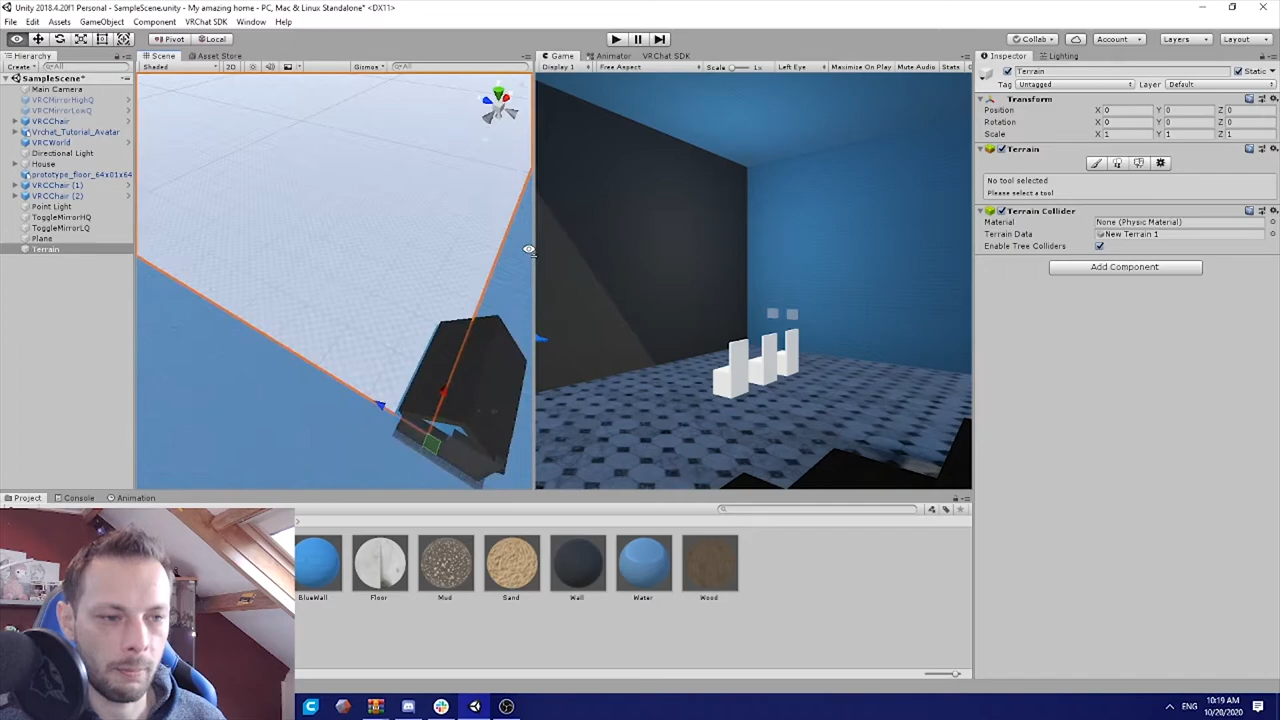 Unity 2018.4.20f1 Personal - SampleScene.unity - My amazing home - PC, Mac & Linux Standalone* <DX11>
File Edit Assets GameObject Component VRChat SDK Window Help
Pivot Local Collab Account Layers Layout
Hierarchy Scene Asset Store Game Animator VRChat SDK Inspector Lighting
Create All Shaded 2D Gizmos All Display 1 Free Aspect Scale 1x Left Eye Maximize On Play Mute Audio Stats
Terrain Static
Tag Untagged Layer Default
SampleScene*
Main Camera
VRCMirrorHighQ
VRCMirrorLowQ
VRCChair
Vrchat_Tutorial_Avatar
VRCWorld
Directional Light
House
prototype_floor_64x01x64
VRCChair (1)
VRCChair (2)
Point Light
ToggleMirrorHQ
ToggleMirrorLQ
Plane
Terrain
Transform
Position X 0 Y 0 Z 0
Rotation X 0 Y 0 Z 0
Scale X 1 Y 1 Z 1
Terrain
No tool selected
Please select a tool
Terrain Collider
Material None (Physic Material)
Terrain Data New Terrain 1
Enable Tree Colliders
Add Component
Project Console Animation
BlueWall Floor Mud Sand Wall Water Wood
ENG
10:19 AM
10/20/2020